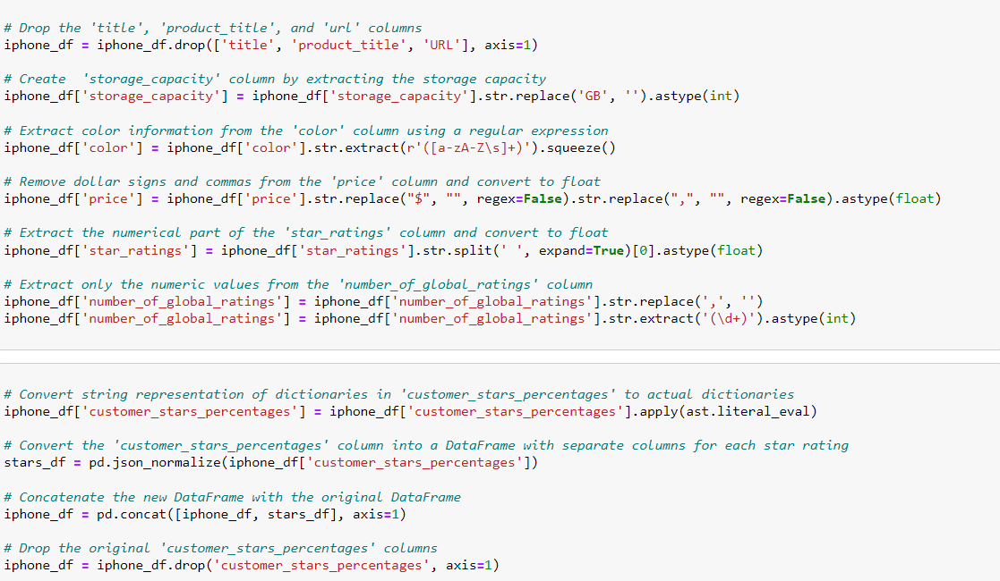 # Drop the 'title', 'product_title', and 'url' columns
iphone_df = iphone_df.drop(['title', 'product_title', 'URL'], axis=1)
# Create  'storage_capacity' column by extracting the storage capacity
iphone_df['storage_capacity'] = iphone_df['storage_capacity'].str.replace('GB', '').astype(int)
# Extract color information from the 'color' column using a regular expression
iphone_df['color'] = iphone_df['color'].str.extract(r'([a-zA-Z\s]+)').squeeze()
# Remove dollar signs and commas from the 'price' column and convert to float
iphone_df['price'] = iphone_df['price'].str.replace("$", "", regex=False).str.replace(",", "", regex=False).astype(float)
# Extract the numerical part of the 'star_ratings' column and convert to float
iphone_df['star_ratings'] = iphone_df['star_ratings'].str.split(' ', expand=True)[0].astype(float)
# Extract only the numeric values from the 'number_of_global_ratings' column
iphone_df['number_of_global_ratings'] = iphone_df['number_of_global_ratings'].str.replace(',', '')
iphone_df['number_of_global_ratings'] = iphone_df['number_of_global_ratings'].str.extract('(\d+)').astype(int)
# Convert string representation of dictionaries in 'customer_stars_percentages' to actual dictionaries
iphone_df['customer_stars_percentages'] = iphone_df['customer_stars_percentages'].apply(ast.literal_eval)
# Convert the 'customer_stars_percentages' column into a DataFrame with separate columns for each star rating
stars_df = pd.json_normalize(iphone_df['customer_stars_percentages'])
# Concatenate the new DataFrame with the original DataFrame
iphone_df = pd.concat([iphone_df, stars_df], axis=1)
# Drop the original 'customer_stars_percentages' columns
iphone_df = iphone_df.drop('customer_stars_percentages', axis=1)